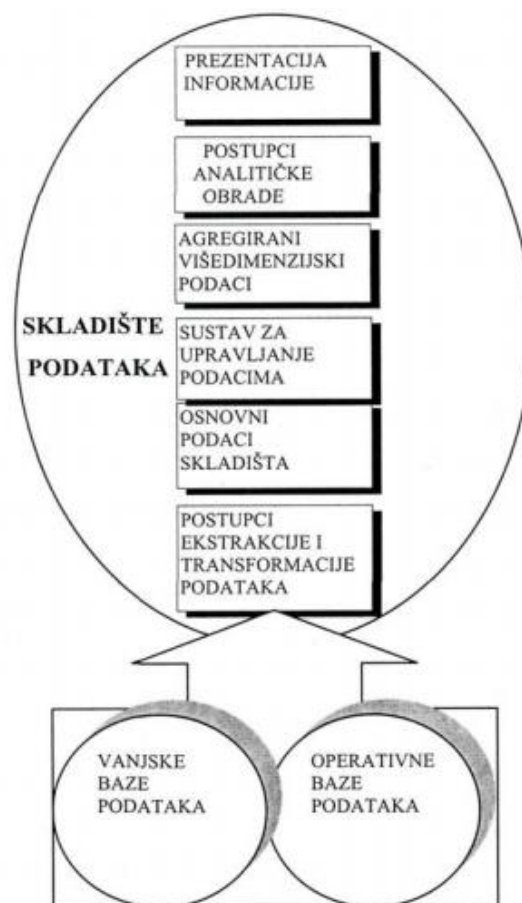 PREZENTACIJA
INFORMACIJE
POSTUPCI
ANALITIČKE
OBRADE
AGREGIRANI
VIŠEDIMENZIJSKI
PODACI
SKLADIŠTE
PODATAKA
SUSTAV ZA
UPRAVLJANJE
PODACIMA
OSNOVNI
PODACI
SKLADIŠTA
POSTUPCI
EKSTRAKCIJE I
TRANSFORMACIJE
PODATAKA
VANJSKE
BAZE
PODATAKA
OPERATIVNE
BAZE
PODATAKA